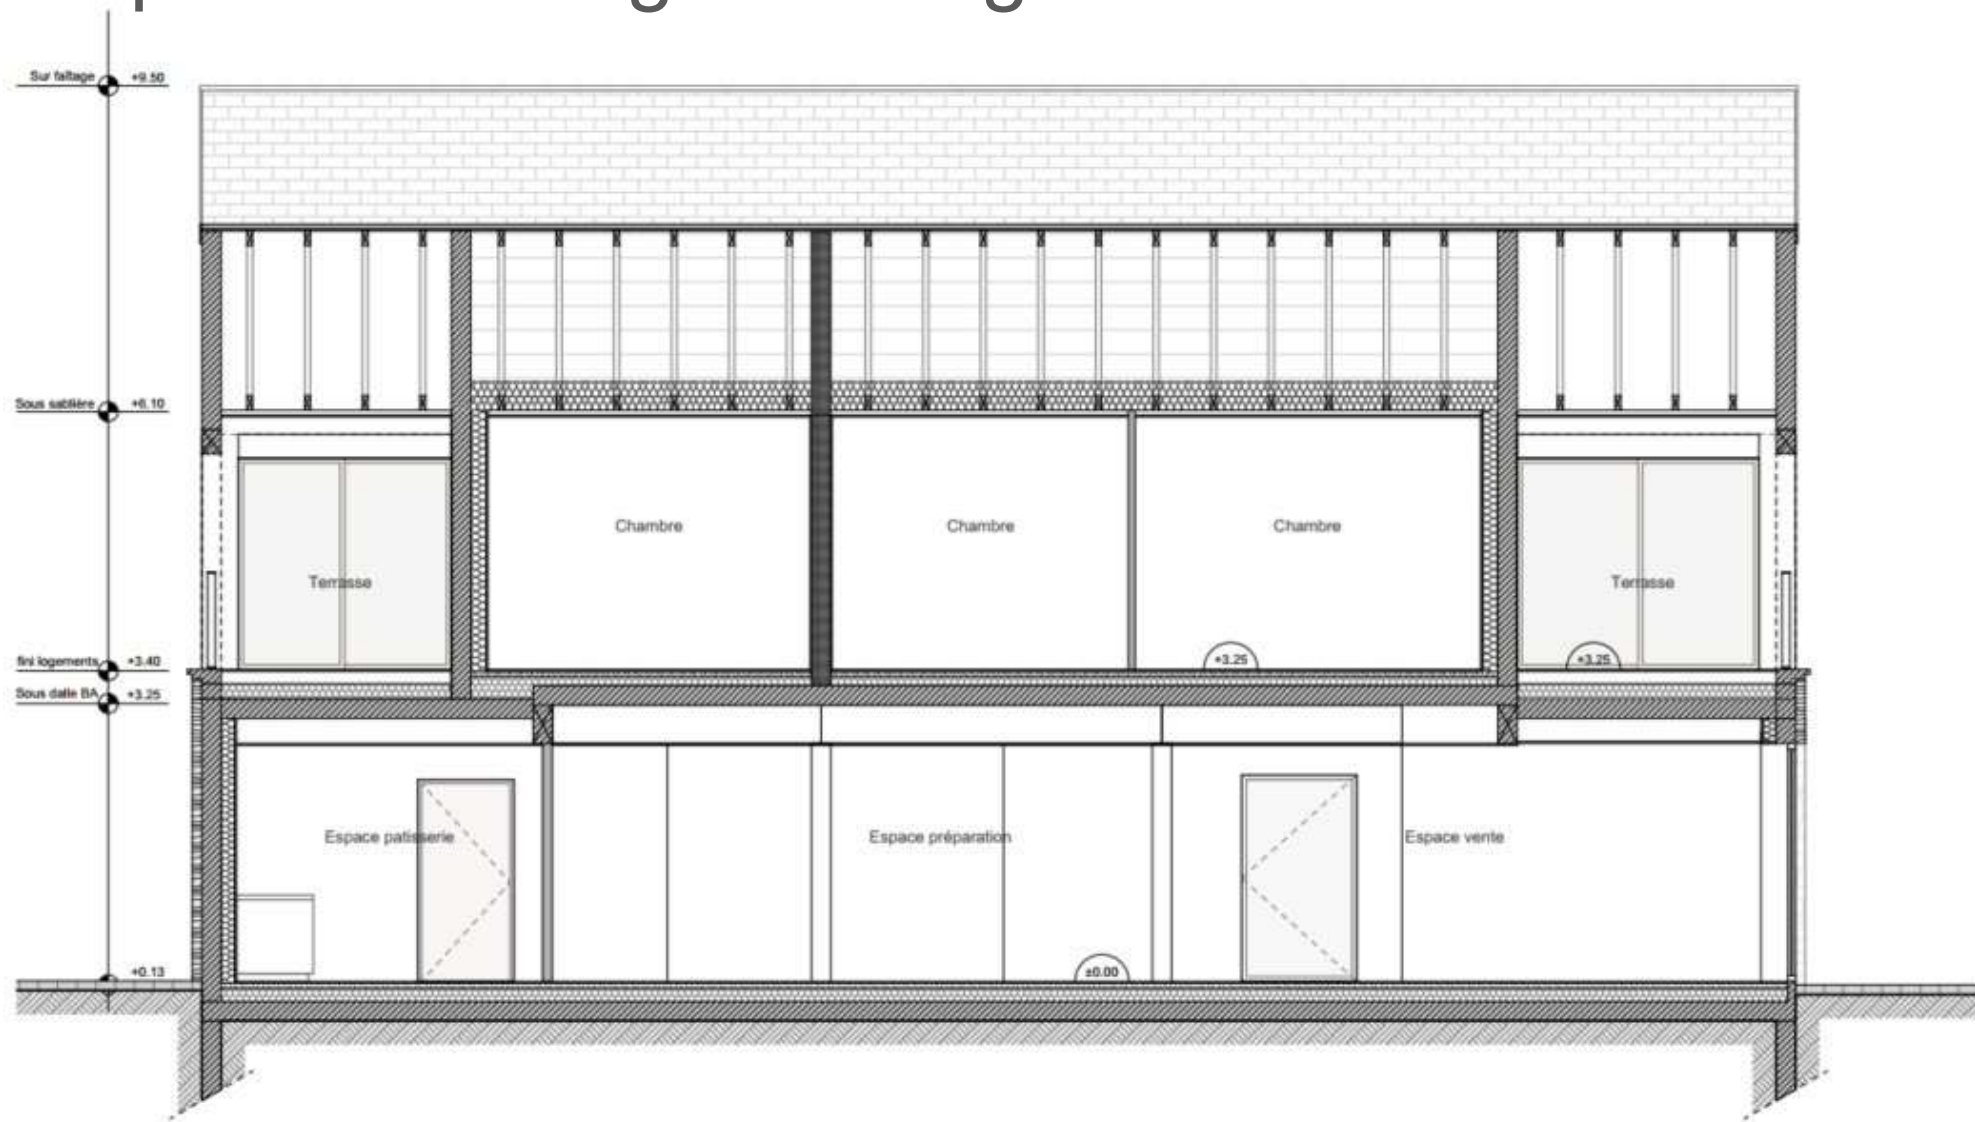 Sur faîtage +9.50
Sous sablière +6.10
Chambre
Chambre
Chambre
Terrasse
Terrasse
fini logements +3.40
+3.25
+3.25
Sous dalle BA +3.25
Espace patisserie
Espace préparation
Espace vente
+0.13
±0.00